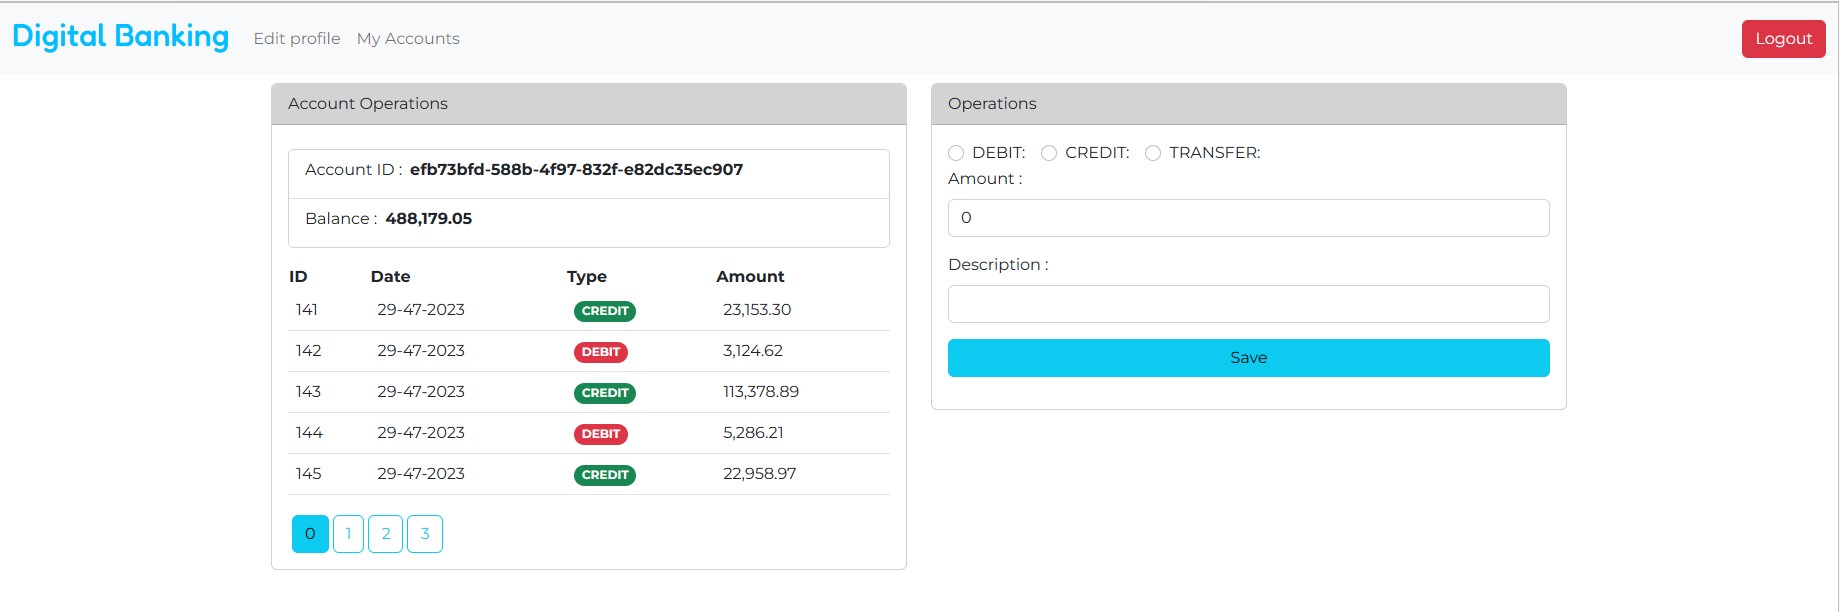 Digital Banking Edit profile My Accounts Logout
Account Operations
Account ID : efb73bfd-588b-4f97-832f-e82dc35ec907
Balance : 488,179.05
ID Date Type Amount
141 29-47-2023 CREDIT 23,153.30
142 29-47-2023 DEBIT 3,124.62
143 29-47-2023 CREDIT 113,378.89
144 29-47-2023 DEBIT 5,286.21
145 29-47-2023 CREDIT 22,958.97
0 1 2 3
Operations
DEBIT: CREDIT: TRANSFER:
Amount :
0
Description :
Save